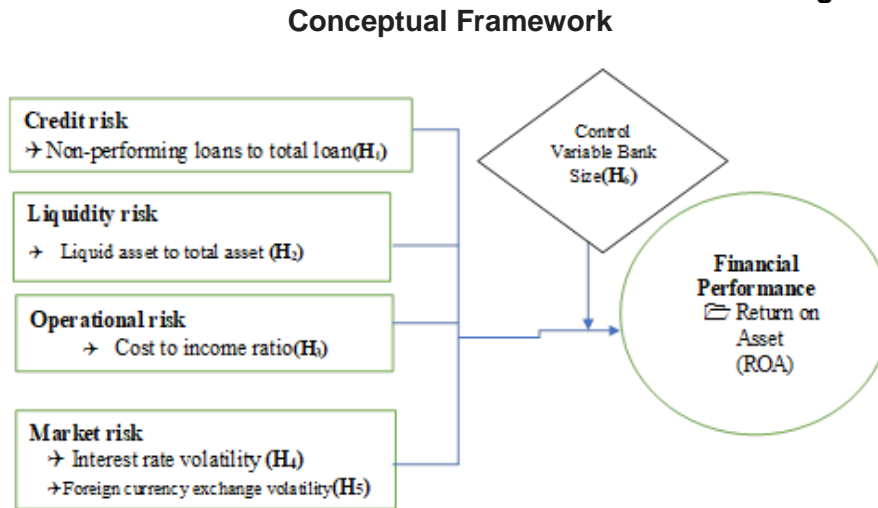 Conceptual Framework
Credit risk
✈ Non-performing loans to total loan(H₁)
Liquidity risk
✈ Liquid asset to total asset (H₂)
Operational risk
✈ Cost to income ratio(H₃)
Market risk
✈ Interest rate volatility (H₄)
✈Foreign currency exchange volatility(H5)
Control
Variable Bank
Size(H₆)
Financial
Performance
🗁 Return on
Asset
(ROA)